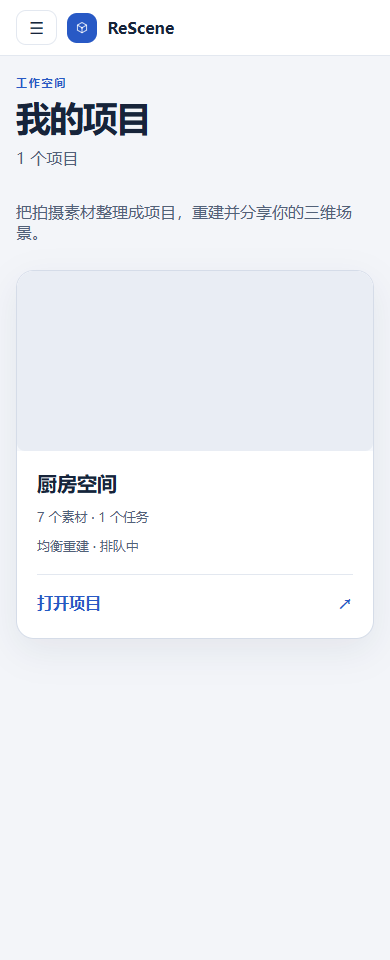 ☰ ReScene
工作空间
我的项目
1 个项目
把拍摄素材整理成项目，重建并分享你的三维场
景。
厨房空间
7 个素材 · 1 个任务
均衡重建 · 排队中
打开项目 ↗